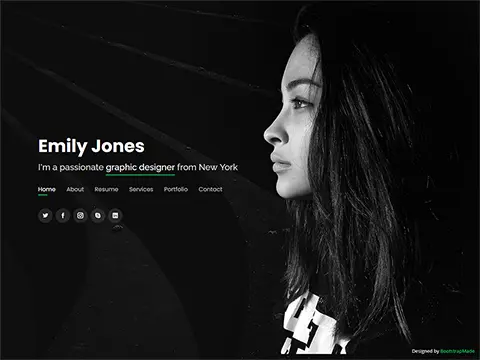 Emily Jones
I'm a passionate graphic designer from New York
Home About Resume Services Portfolio Contact
Designed by BootstrapMade